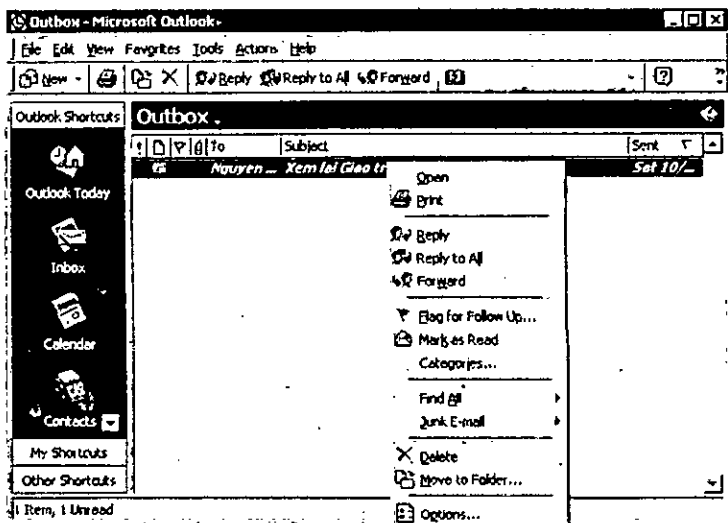 Outbox - Microsoft Outlook
File Edit View Favorites Tools Actions Help
New Reply Reply to All Forward
Outlook Shortcuts Outbox .
! To Subject Sent
Nguyen ... Xem lại Giao tr Sat 10/...
Open
Print
Outlook Today
Reply
Reply to All
Forward
Inbox
Flag for Follow Up...
Mark as Read
Categories...
Calendar
Find All
Junk E-mail
Contacts
Delete
Move to Folder...
My Shortcuts
Other Shortcuts
Options...
1 Item, 1 Unread